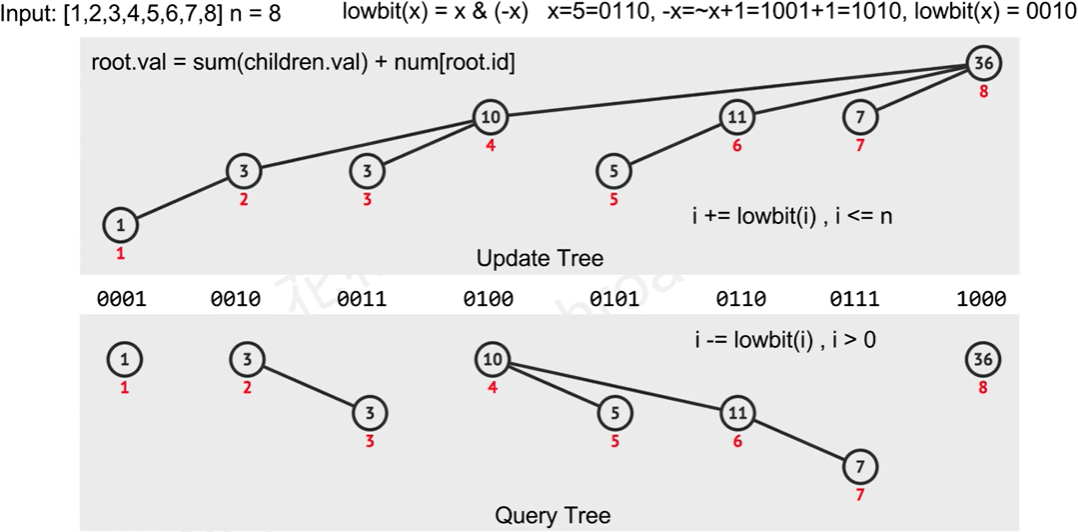 Input: [1,2,3,4,5,6,7,8] n = 8 lowbit(x) = x & (-x) x=5=0110, -x=~x+1=1001+1=1010, lowbit(x) = 0010
root.val = sum(children.val) + num[root.id]
36
8
10 11 7
4 6 7
3 3 5
2 3 5
i += lowbit(i) , i <= n
1
1
Update Tree
0001 0010 0011 0100 0101 0110 0111 1000
i -= lowbit(i) , i > 0
1 3 10 36
1 2 4 8
3 5 11
3 5 6
7
7
Query Tree